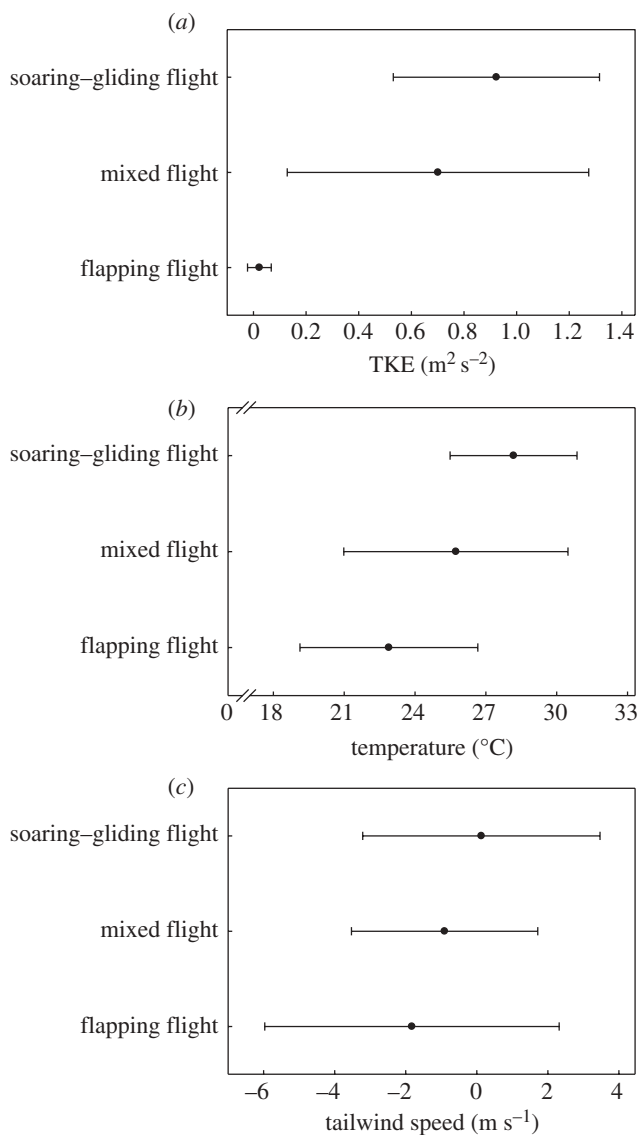 (a)
soaring–gliding flight
mixed flight
flapping flight
0 0.2 0.4 0.6 0.8 1.0 1.2 1.4
TKE (m² s⁻²)
(b)
soaring–gliding flight
mixed flight
flapping flight
0 18 21 24 27 30 33
temperature (°C)
(c)
soaring–gliding flight
mixed flight
flapping flight
−6 −4 −2 0 2 4
tailwind speed (m s⁻¹)